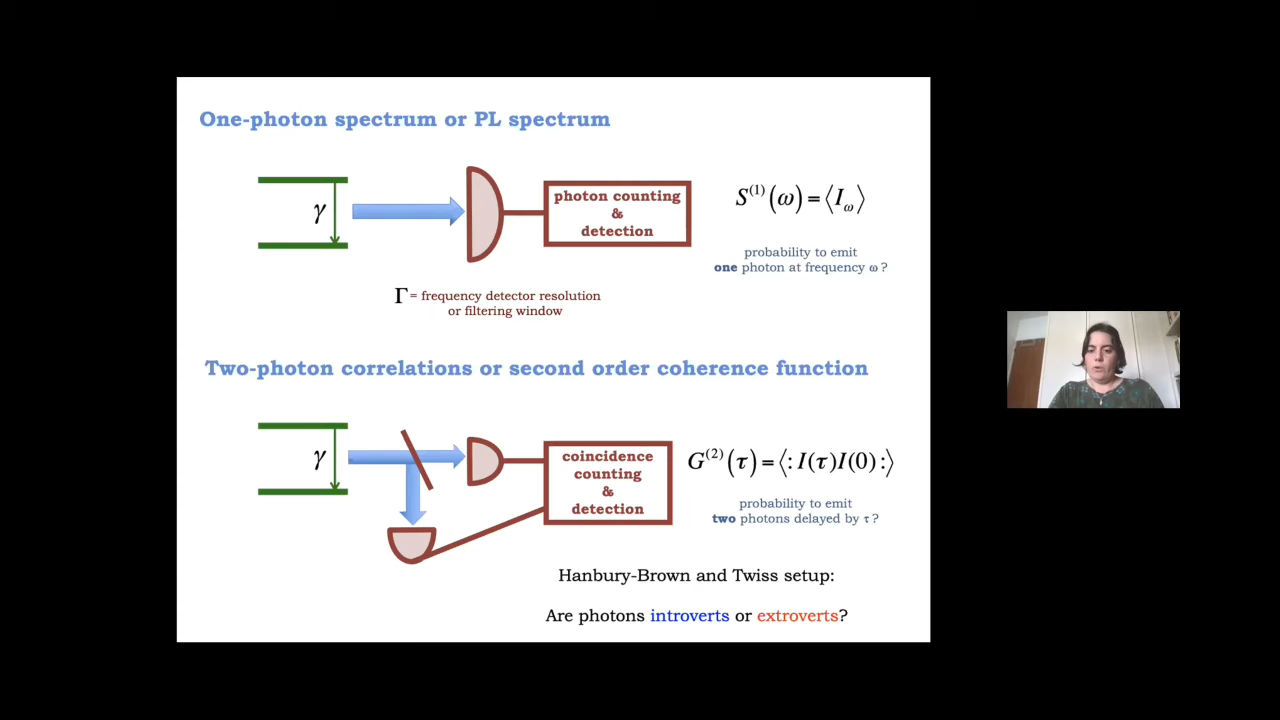 One-photon spectrum or PL spectrum
γ
photon counting
&
detection
S^(1)(ω) = ⟨I_ω⟩
probability to emit
one photon at frequency ω ?
Γ = frequency detector resolution
or filtering window
Two-photon correlations or second order coherence function
γ
coincidence
counting
&
detection
G^(2)(τ) = ⟨: I(τ)I(0) :⟩
probability to emit
two photons delayed by τ ?
Hanbury-Brown and Twiss setup:
Are photons introverts or extroverts?